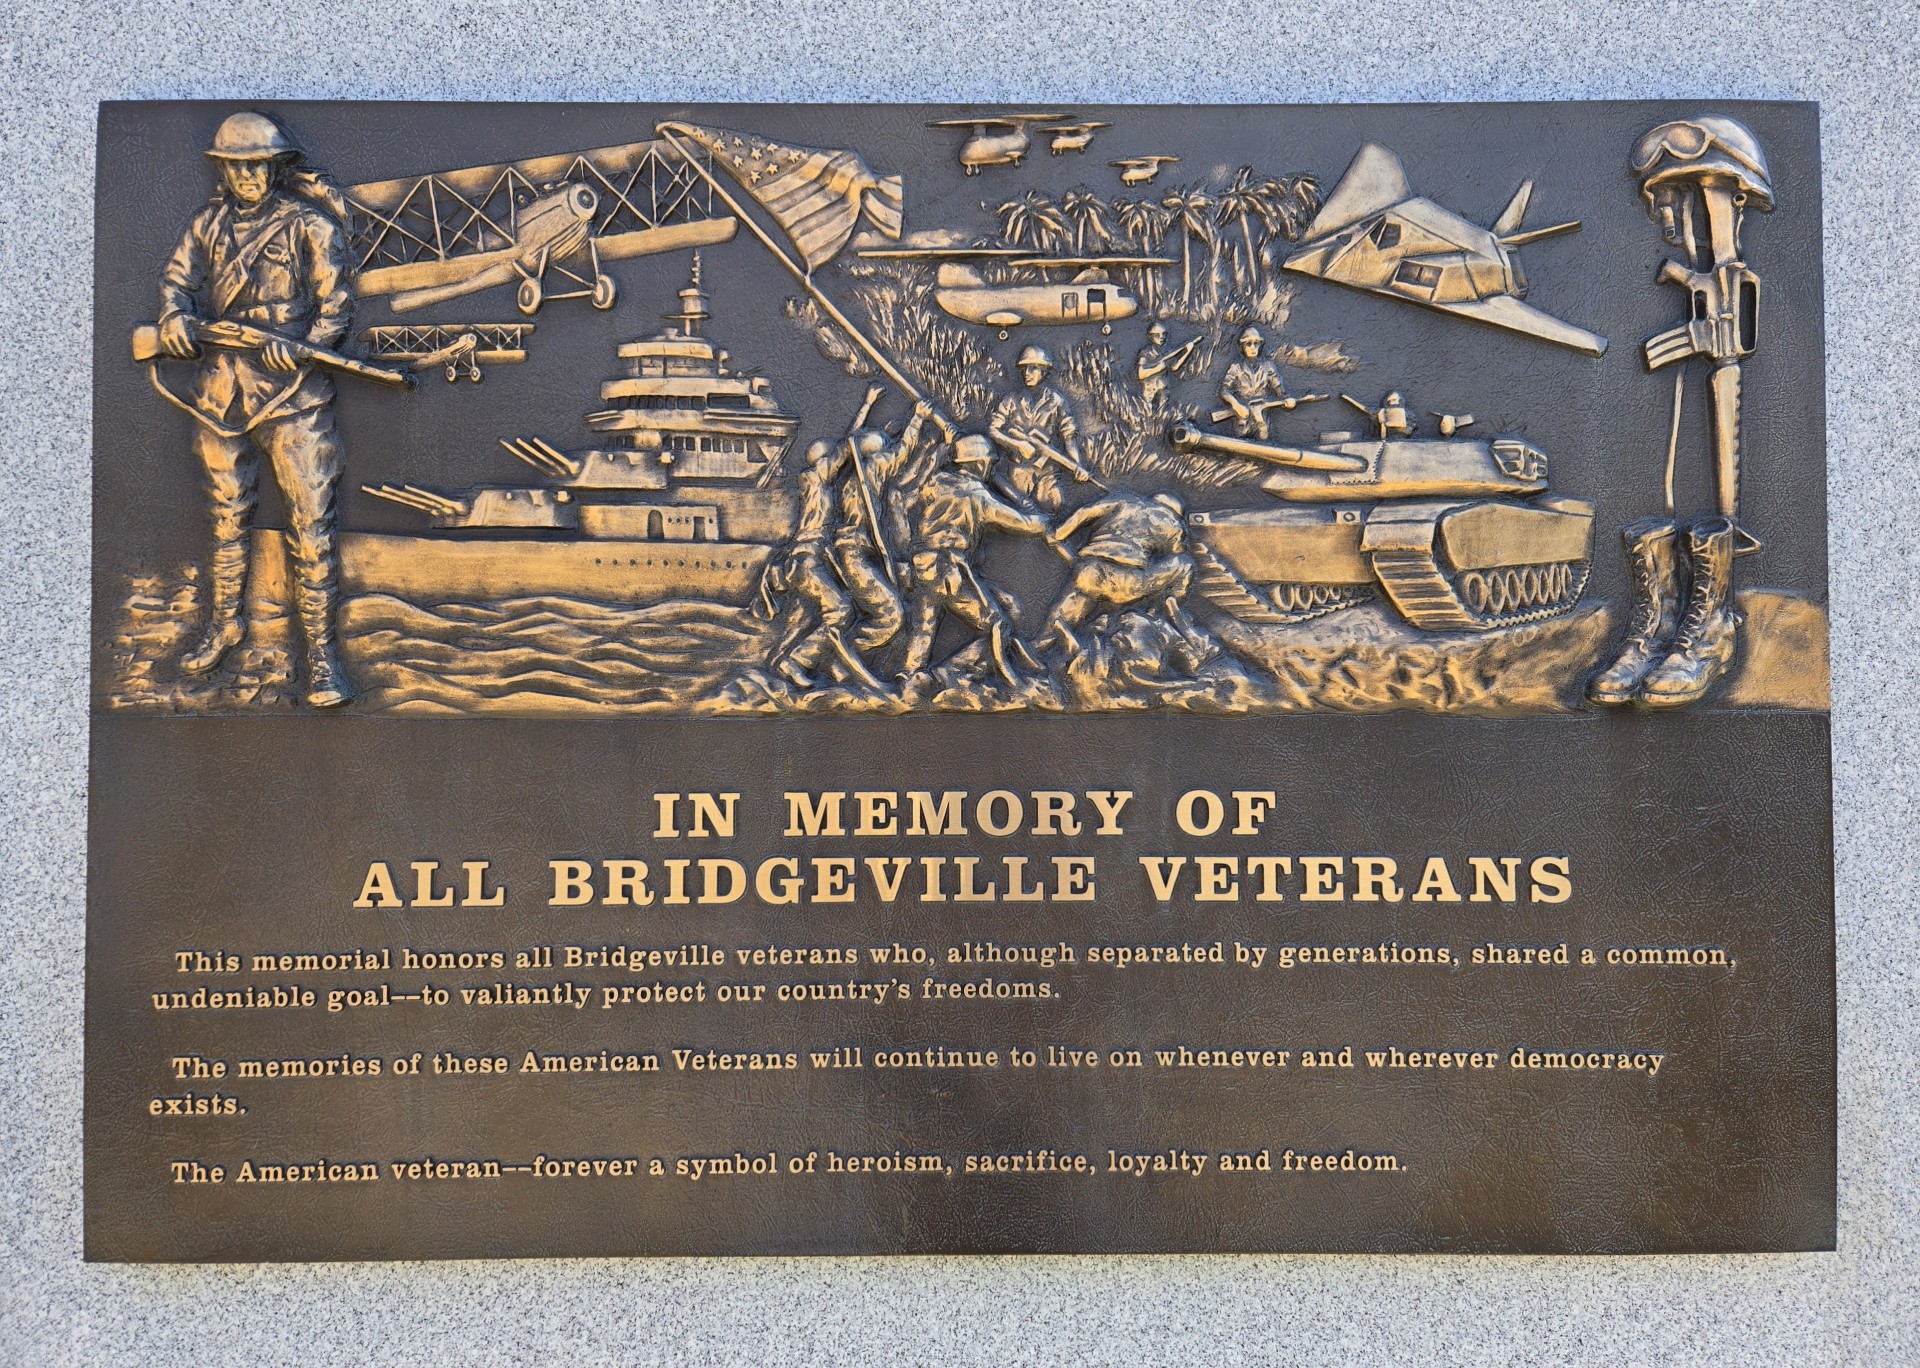 IN MEMORY OF
ALL BRIDGEVILLE VETERANS
This memorial honors all Bridgeville veterans who, although separated by generations, shared a common,
undeniable goal--to valiantly protect our country's freedoms.
The memories of these American Veterans will continue to live on whenever and wherever democracy
exists.
The American veteran--forever a symbol of heroism, sacrifice, loyalty and freedom.